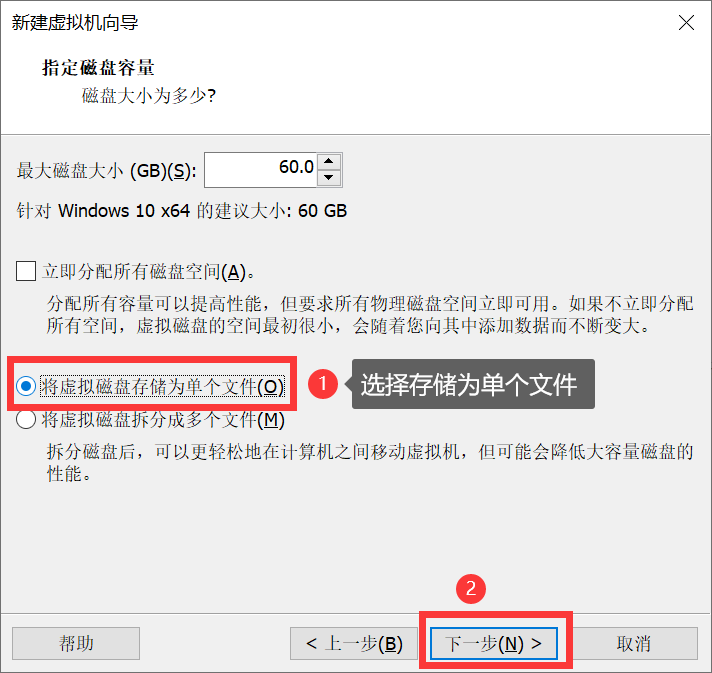 新建虚拟机向导
指定磁盘容量
磁盘大小为多少?
最大磁盘大小 (GB)(S): 60.0
针对 Windows 10 x64 的建议大小: 60 GB
立即分配所有磁盘空间(A)。
分配所有容量可以提高性能，但要求所有物理磁盘空间立即可用。如果不立即分配
所有空间，虚拟磁盘的空间最初很小，会随着您向其中添加数据而不断变大。
将虚拟磁盘存储为单个文件(O) 1 选择存储为单个文件
将虚拟磁盘拆分成多个文件(M)
拆分磁盘后，可以更轻松地在计算机之间移动虚拟机，但可能会降低大容量磁盘的
性能。
2
帮助 < 上一步(B) 下一步(N) > 取消